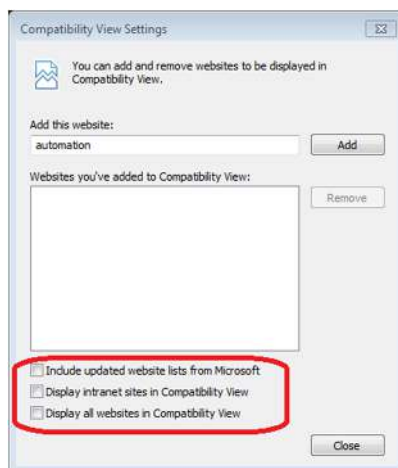 Compatibility View Settings
You can add and remove websites to be displayed in
Compatibility View.
Add this website:
automation
Add
Websites you've added to Compatibility View:
Remove
Include updated website lists from Microsoft
Display intranet sites in Compatibility View
Display all websites in Compatibility View
Close